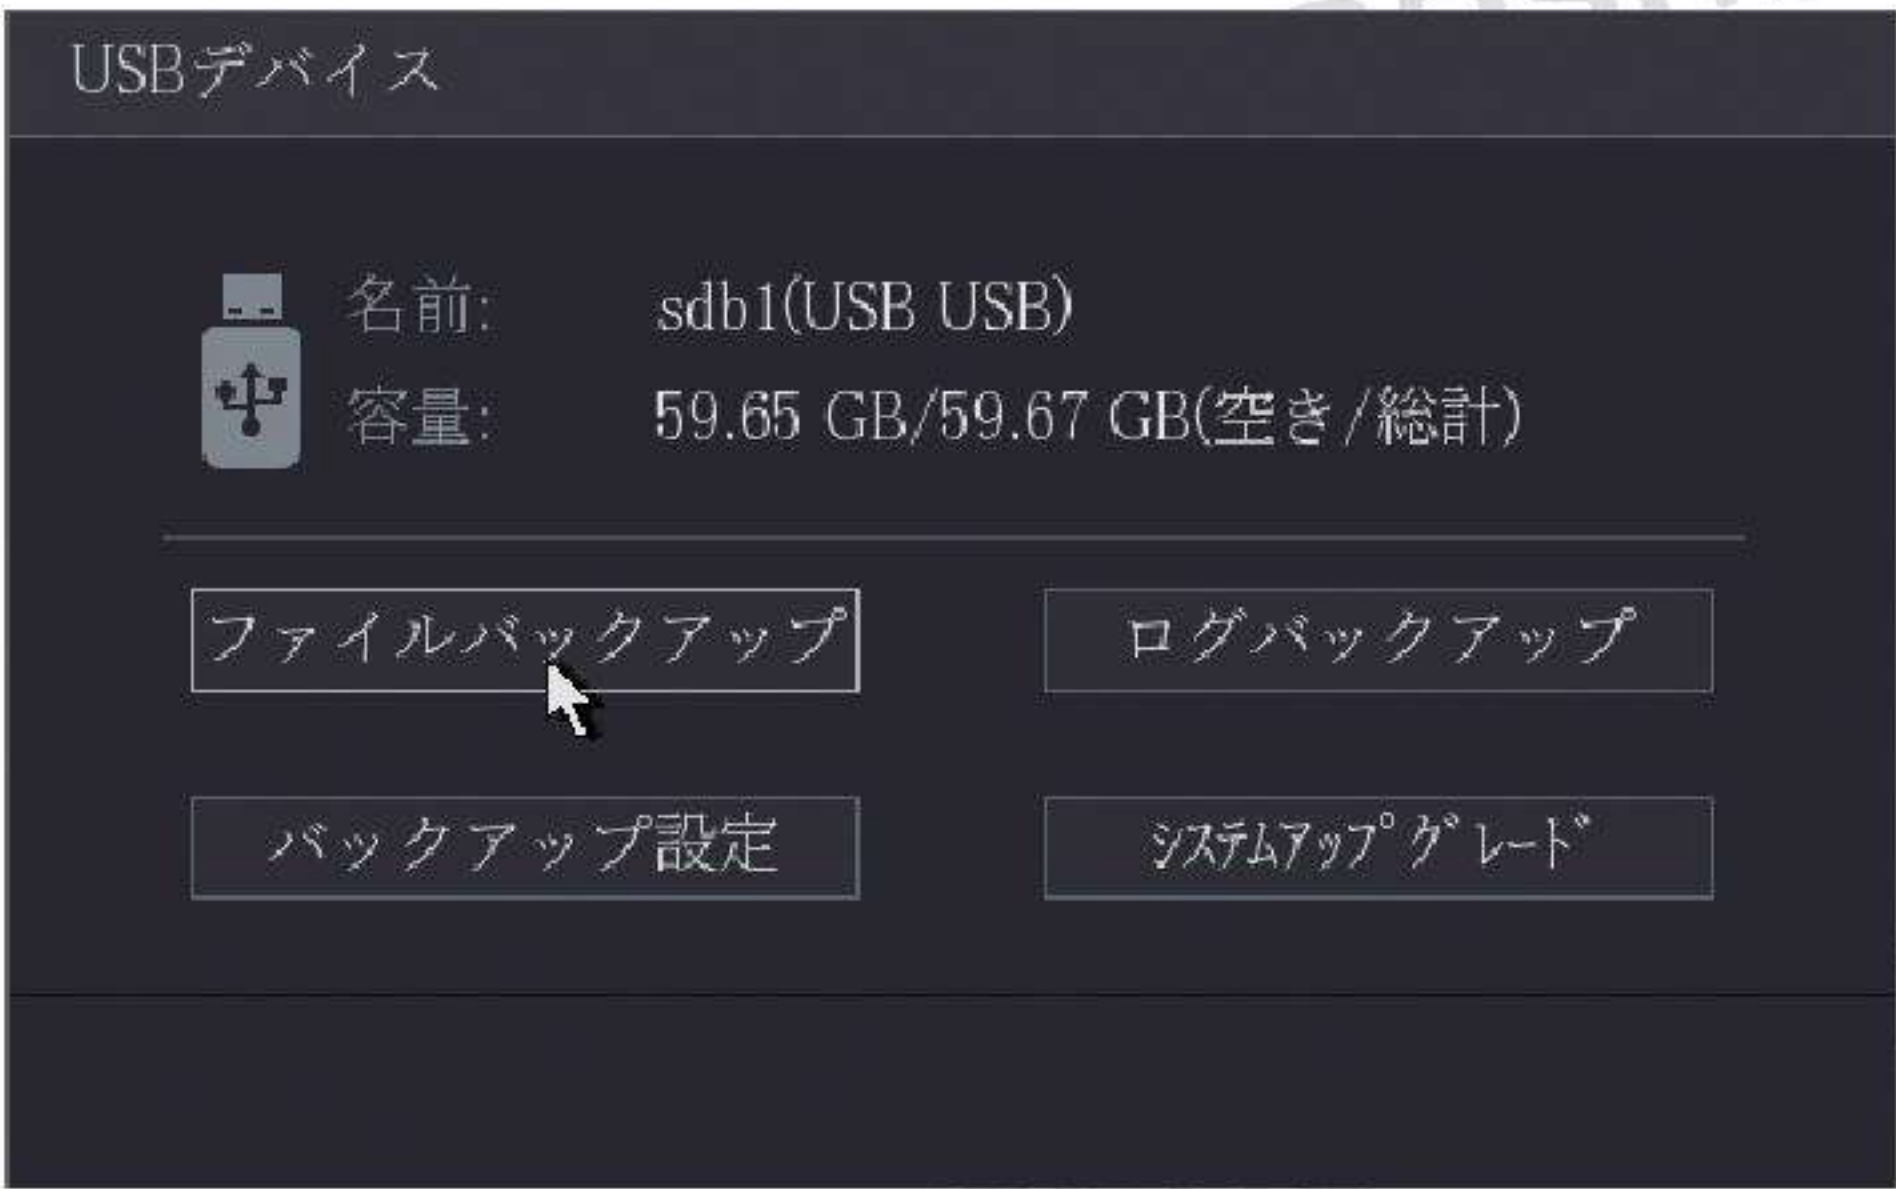 USBデバイス
名前: sdb1(USB USB)
容量: 59.65 GB/59.67 GB(空き/総計)
ファイルバックアップ ログバックアップ
バックアップ設定 システムアップグレード